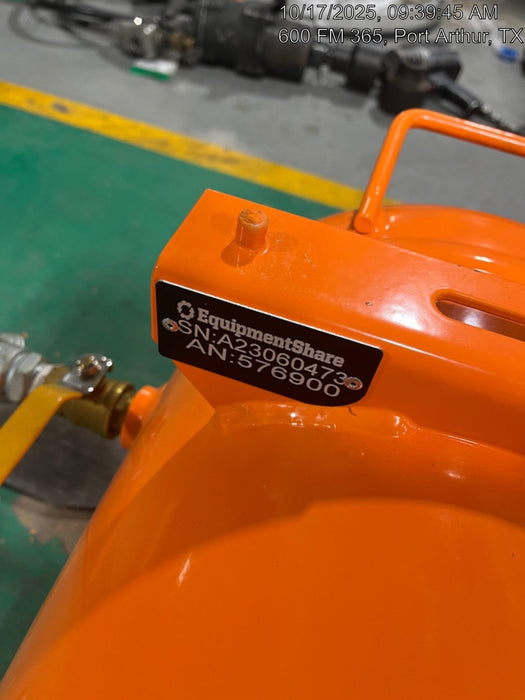 10/17/2025, 09:39:45 AM
600 FM 365, Port Arthur, TX
EquipmentShare
SN:A23060473
AN:576900